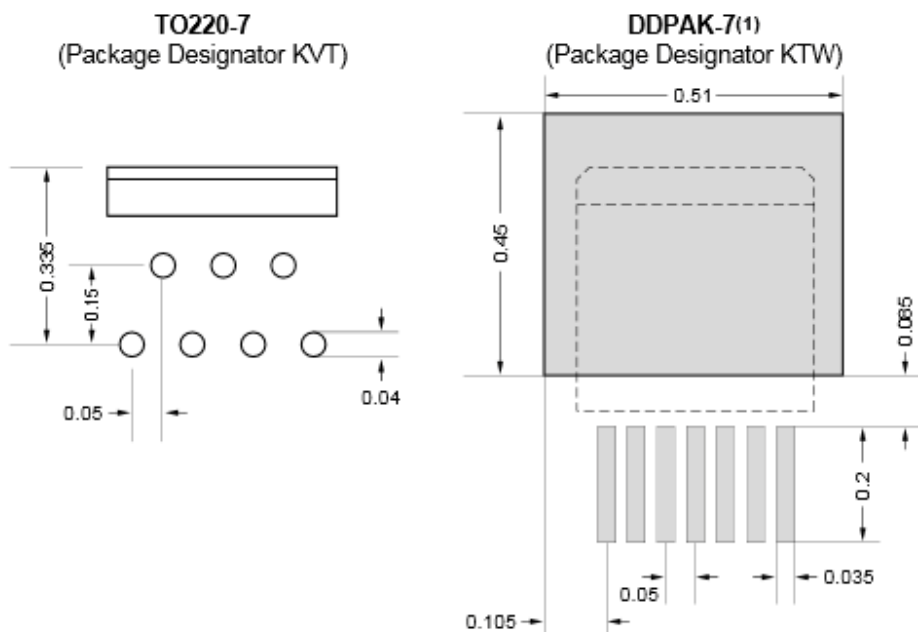 TO220-7
(Package Designator KVT)
0.335
0.15
0.05
0.04
DDPAK-7(1)
(Package Designator KTW)
0.51
0.45
0.085
0.2
0.05
0.035
0.105